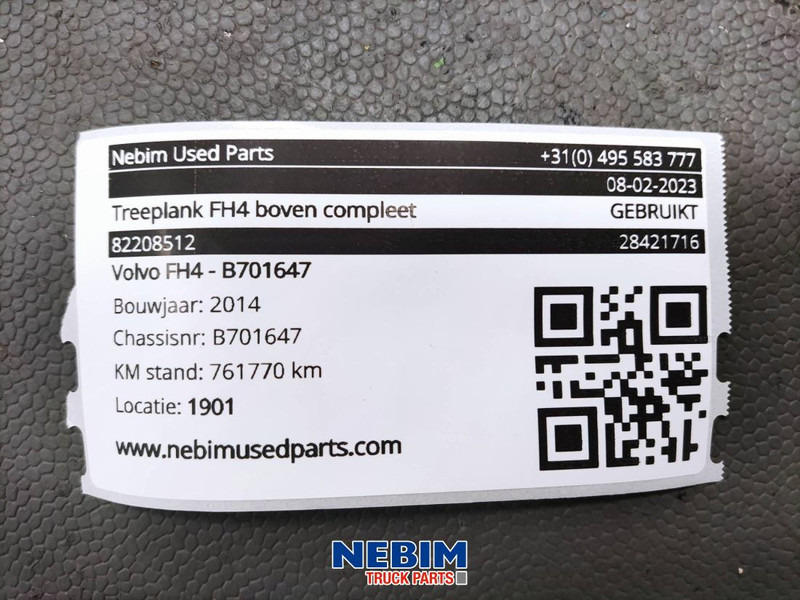 Nebim Used Parts +31(0) 495 583 777
08-02-2023
Treeplank FH4 boven compleet GEBRUIKT
82208512 28421716
Volvo FH4 - B701647
Bouwjaar: 2014
Chassisnr: B701647
KM stand: 761770 km
Locatie: 1901
www.nebimusedparts.com
NEBIM
TRUCK PARTS